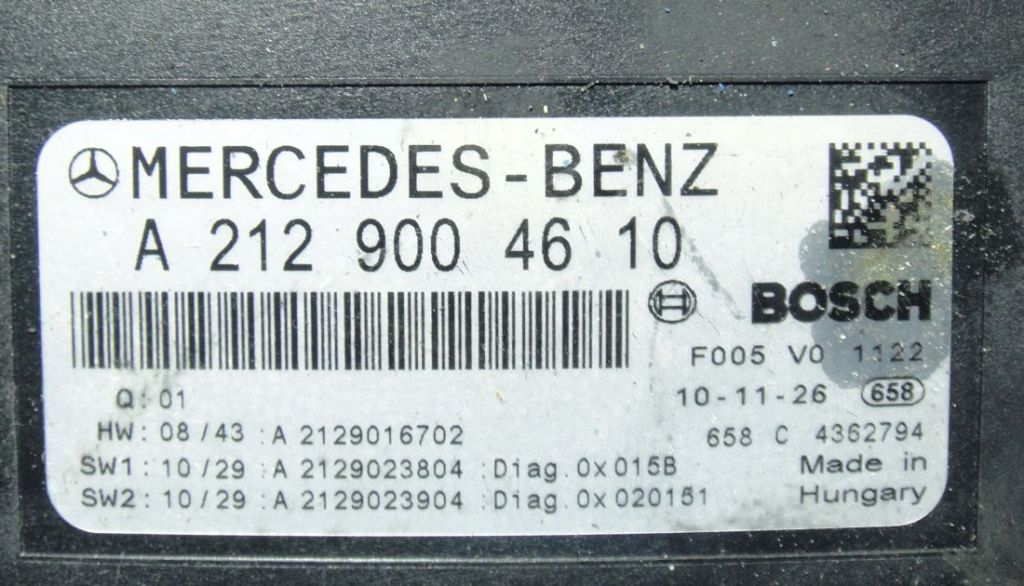 MERCEDES-BENZ
A 212 900 46 10
BOSCH
F005 V0 1122
Q: 01
10-11-26 658
HW: 08/43 :A 2129016702
658 C 4362794
SW1: 10/29 :A 2129023804 :Diag.0x015B
Made in
SW2: 10/29 :A 2129023904 :Diag.0x020151
Hungary